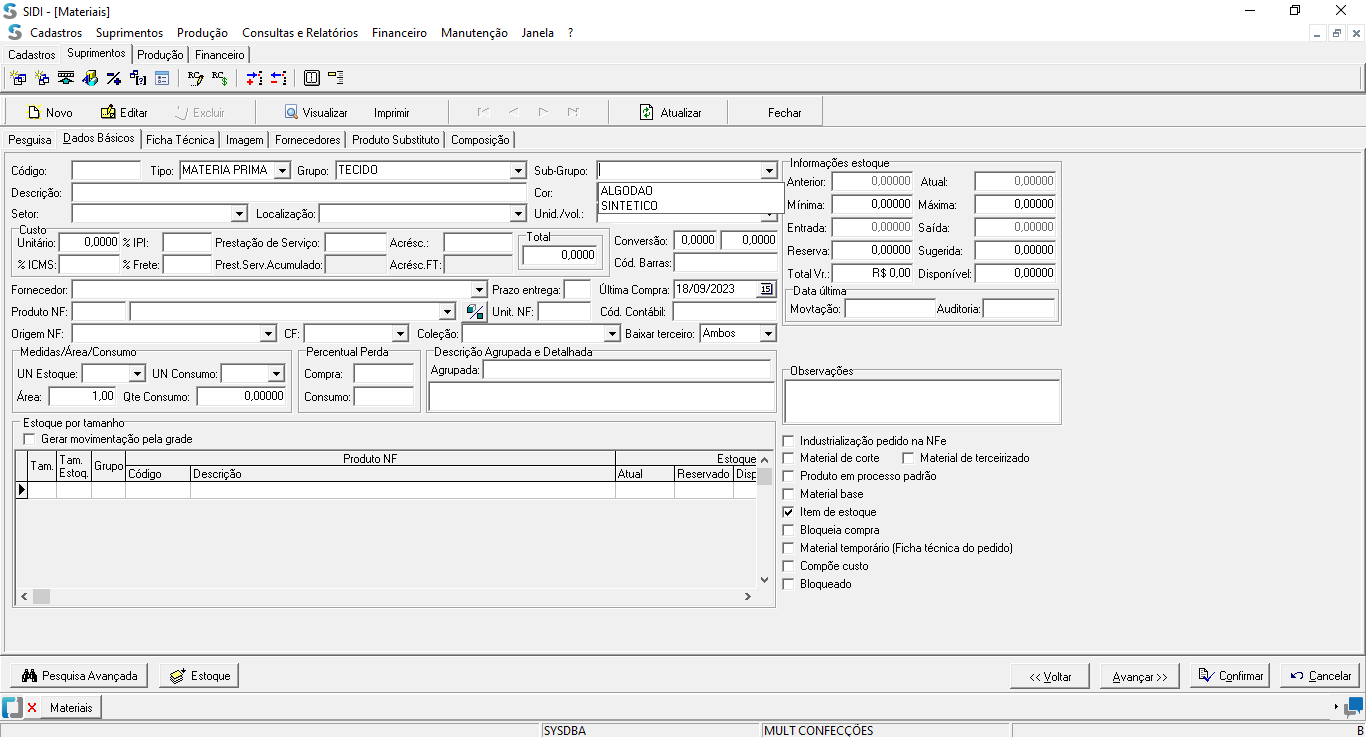 SIDI - [Materiais]
Cadastros Suprimentos Produção Consultas e Relatórios Financeiro Manutenção Janela ?
Cadastros Suprimentos Produção Financeiro
Novo Editar Excluir Visualizar Imprimir Atualizar Fechar
Pesquisa Dados Básicos Ficha Técnica Imagem Fornecedores Produto Substituto Composição
Código: Tipo: MATERIA PRIMA Grupo: TECIDO Sub-Grupo:
Descrição: Cor: ALGODAO
SINTETICO
Setor: Localização: Unid./vol.:
Custo
Unitário: 0,0000 % IPI: Prestação de Serviço: Acrésc.: Total 0,0000
% ICMS: % Frete: Prest.Serv.Acumulado: Acrésc.FT:
Conversão: 0,0000 0,0000
Cód. Barras:
Fornecedor: Prazo entrega: Última Compra: 18/09/2023 15
Produto NF: Unit. NF: Cód. Contábil:
Origem NF: CF: Coleção: Baixar terceiro: Ambos
Informações estoque
Anterior: 0,00000 Atual: 0,00000
Mínima: 0,00000 Máxima: 0,00000
Entrada: 0,00000 Saída: 0,00000
Reserva: 0,00000 Sugerida: 0,00000
Total Vr.: R$ 0,00 Disponível: 0,00000
Data última
Movtação: Auditoria:
Medidas/Área/Consumo
UN Estoque: UN Consumo:
Área: 1,00 Qte Consumo: 0,00000
Percentual Perda
Compra:
Consumo:
Descrição Agrupada e Detalhada
Agrupada:
Observações
Estoque por tamanho
Gerar movimentação pela grade
Tam. Tam. Estoq. Grupo Produto NF Estoque
Código Descrição Atual Reservado Disp
Industrialização pedido na NFe
Material de corte Material de terceirizado
Produto em processo padrão
Material base
Item de estoque
Bloqueia compra
Material temporário (Ficha técnica do pedido)
Compõe custo
Bloqueado
Pesquisa Avançada Estoque << Voltar Avançar >> Confirmar Cancelar
Materiais
SYSDBA MULT CONFECÇÕES B